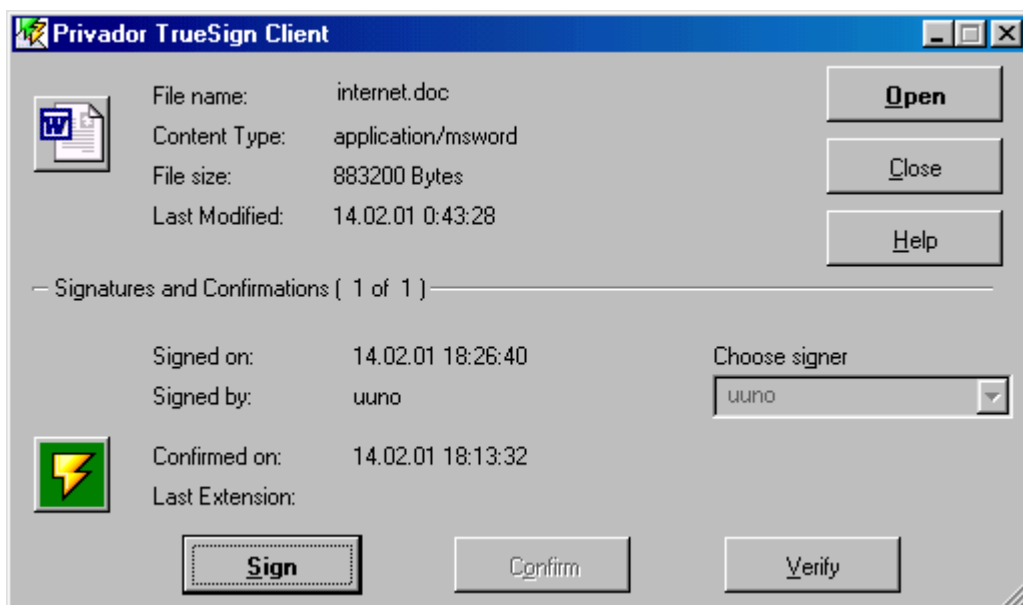 Privador TrueSign Client
File name: internet.doc
Open
Content Type: application/msword
File size: 883200 Bytes
Close
Last Modified: 14.02.01 0:43:28
Help
Signatures and Confirmations ( 1 of 1 )
Signed on: 14.02.01 18:26:40
Choose signer
Signed by: uuno
uuno
Confirmed on: 14.02.01 18:13:32
Last Extension:
Sign Confirm Verify